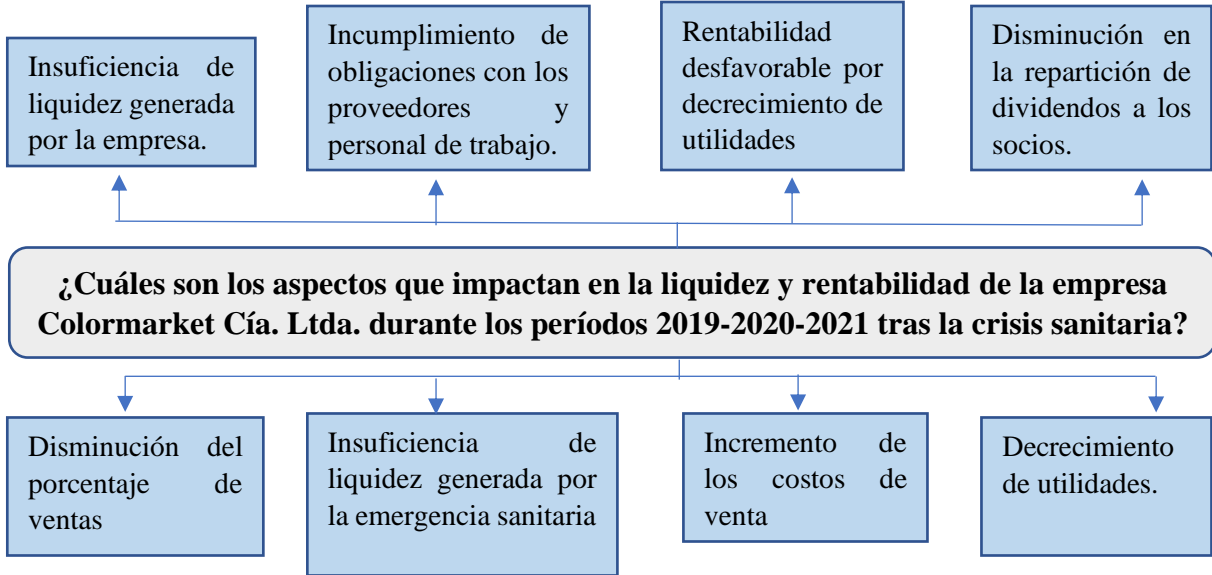 Insuficiencia de
liquidez generada
por la empresa.
Incumplimiento de
obligaciones con los
proveedores y
personal de trabajo.
Rentabilidad
desfavorable por
decrecimiento de
utilidades
Disminución en
la repartición de
dividendos a los
socios.
¿Cuáles son los aspectos que impactan en la liquidez y rentabilidad de la empresa
Colormarket Cía. Ltda. durante los períodos 2019-2020-2021 tras la crisis sanitaria?
Disminución del
porcentaje de
ventas
Insuficiencia de
liquidez generada por
la emergencia sanitaria
Incremento de
los costos de
venta
Decrecimiento
de utilidades.